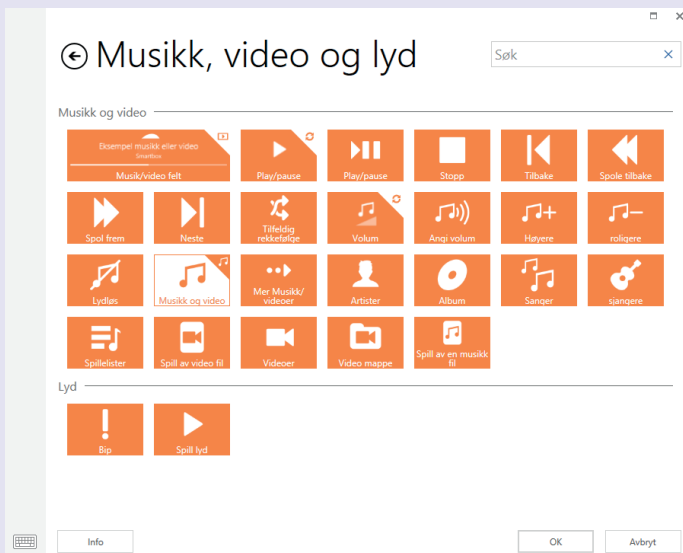 Musikk, video og lyd
Søk
Musikk og video
Eksempel musikk eller video
Smartbox
Musik/video felt
Play/pause
Play/pause
Stopp
Tilbake
Spole tilbake
Spol frem
Neste
Tilfeldig
rekkefølge
Volum
Angi volum
Høyere
roligere
Lydløs
Musikk og video
Mer Musikk/
videoer
Artister
Album
Sanger
sjangere
Spillelister
Spill av video fil
Videoer
Video mappe
Spill av en musikk
fil
Lyd
Bip
Spill lyd
Info
OK
Avbryt